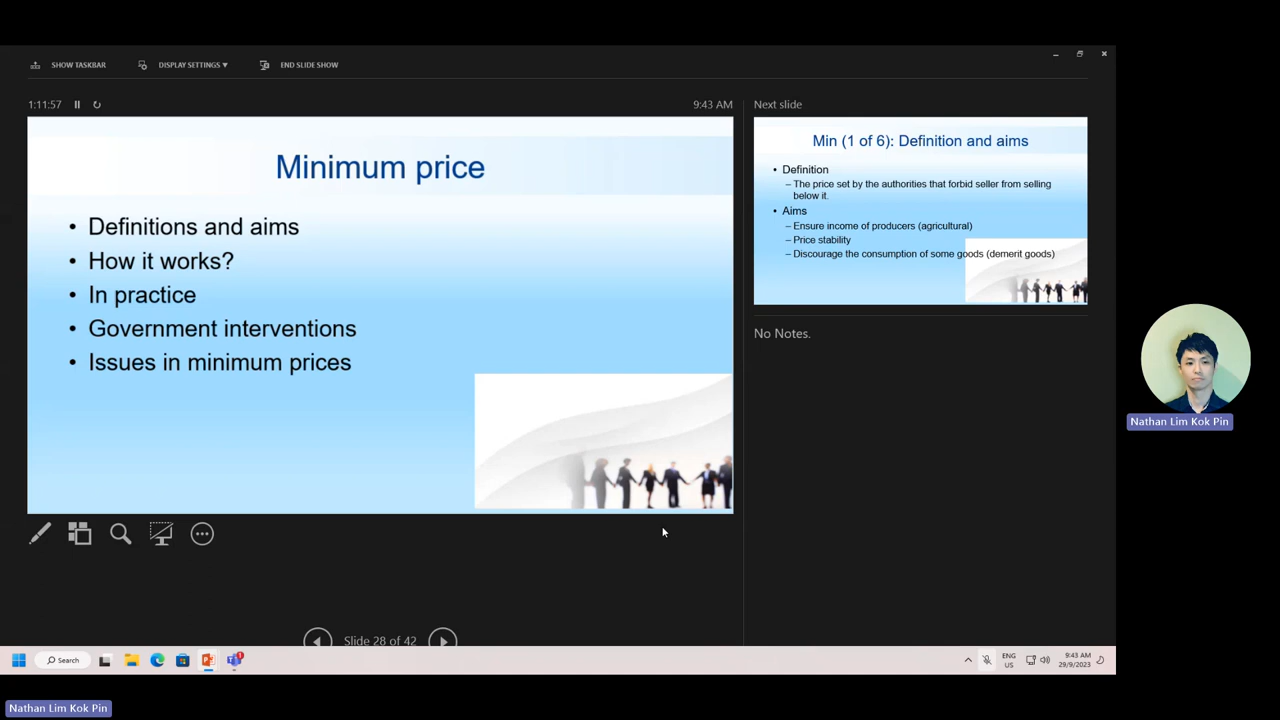 SHOW TASKBAR
DISPLAY SETTINGS ▾
END SLIDE SHOW
1:11:57
9:43 AM
Minimum price
• Definitions and aims
• How it works?
• In practice
• Government interventions
• Issues in minimum prices
Next slide
Min (1 of 6): Definition and aims
• Definition
– The price set by the authorities that forbid seller from selling
below it.
• Aims
– Ensure income of producers (agricultural)
– Price stability
– Discourage the consumption of some goods (demerit goods)
No Notes.
Nathan Lim Kok Pin
Slide 28 of 42
Search
1
ENG
US
9:43 AM
29/9/2023
Nathan Lim Kok Pin